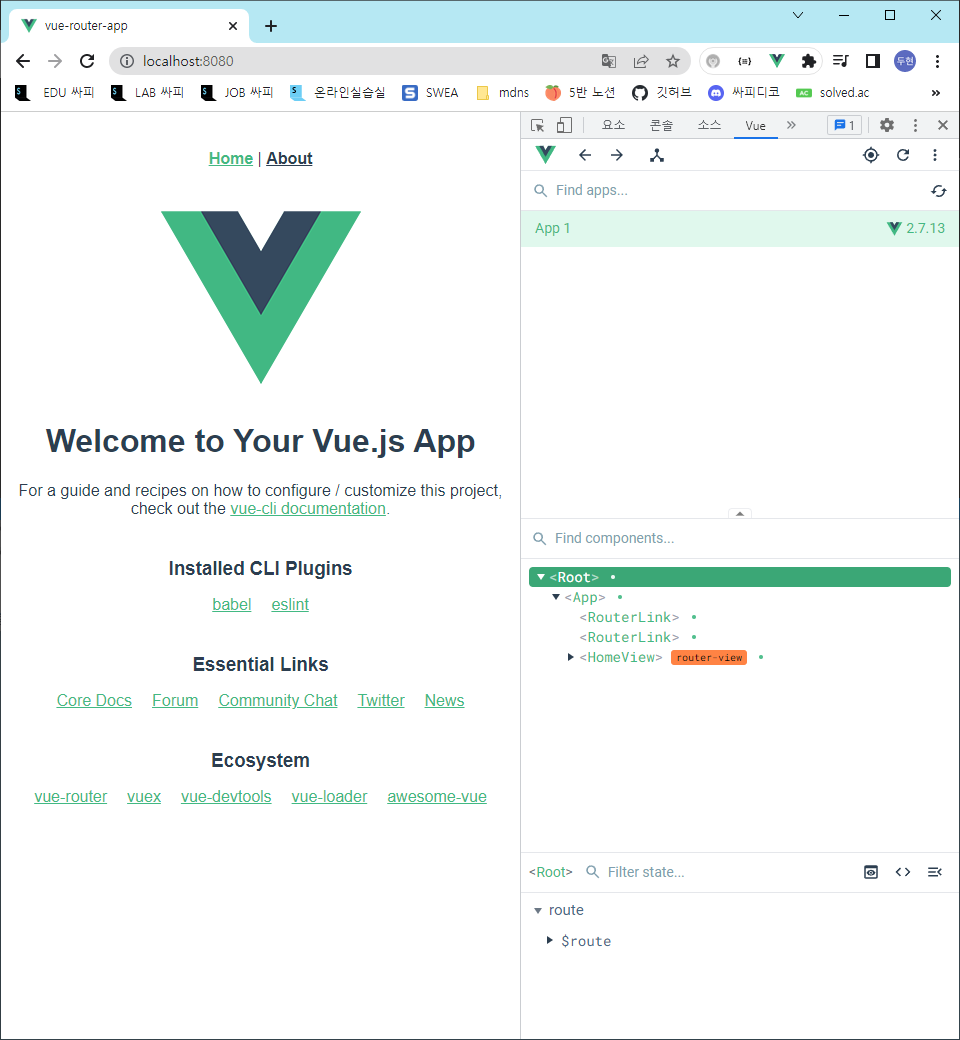 vue-router-app
localhost:8080
두현
EDU 싸피 LAB 싸피 JOB 싸피 온라인실습실 SWEA mdns 5반 노션 깃허브 싸피디코 AC solved.ac »
Home | About
Welcome to Your Vue.js App
For a guide and recipes on how to configure / customize this project,
check out the vue-cli documentation.
Installed CLI Plugins
babel eslint
Essential Links
Core Docs Forum Community Chat Twitter News
Ecosystem
vue-router vuex vue-devtools vue-loader awesome-vue
요소 콘솔 소스 Vue » 1
Find apps...
App 1 2.7.13
Find components...
<Root>
<App>
<RouterLink>
<RouterLink>
<HomeView> router-view
<Root> Filter state...
route
$route